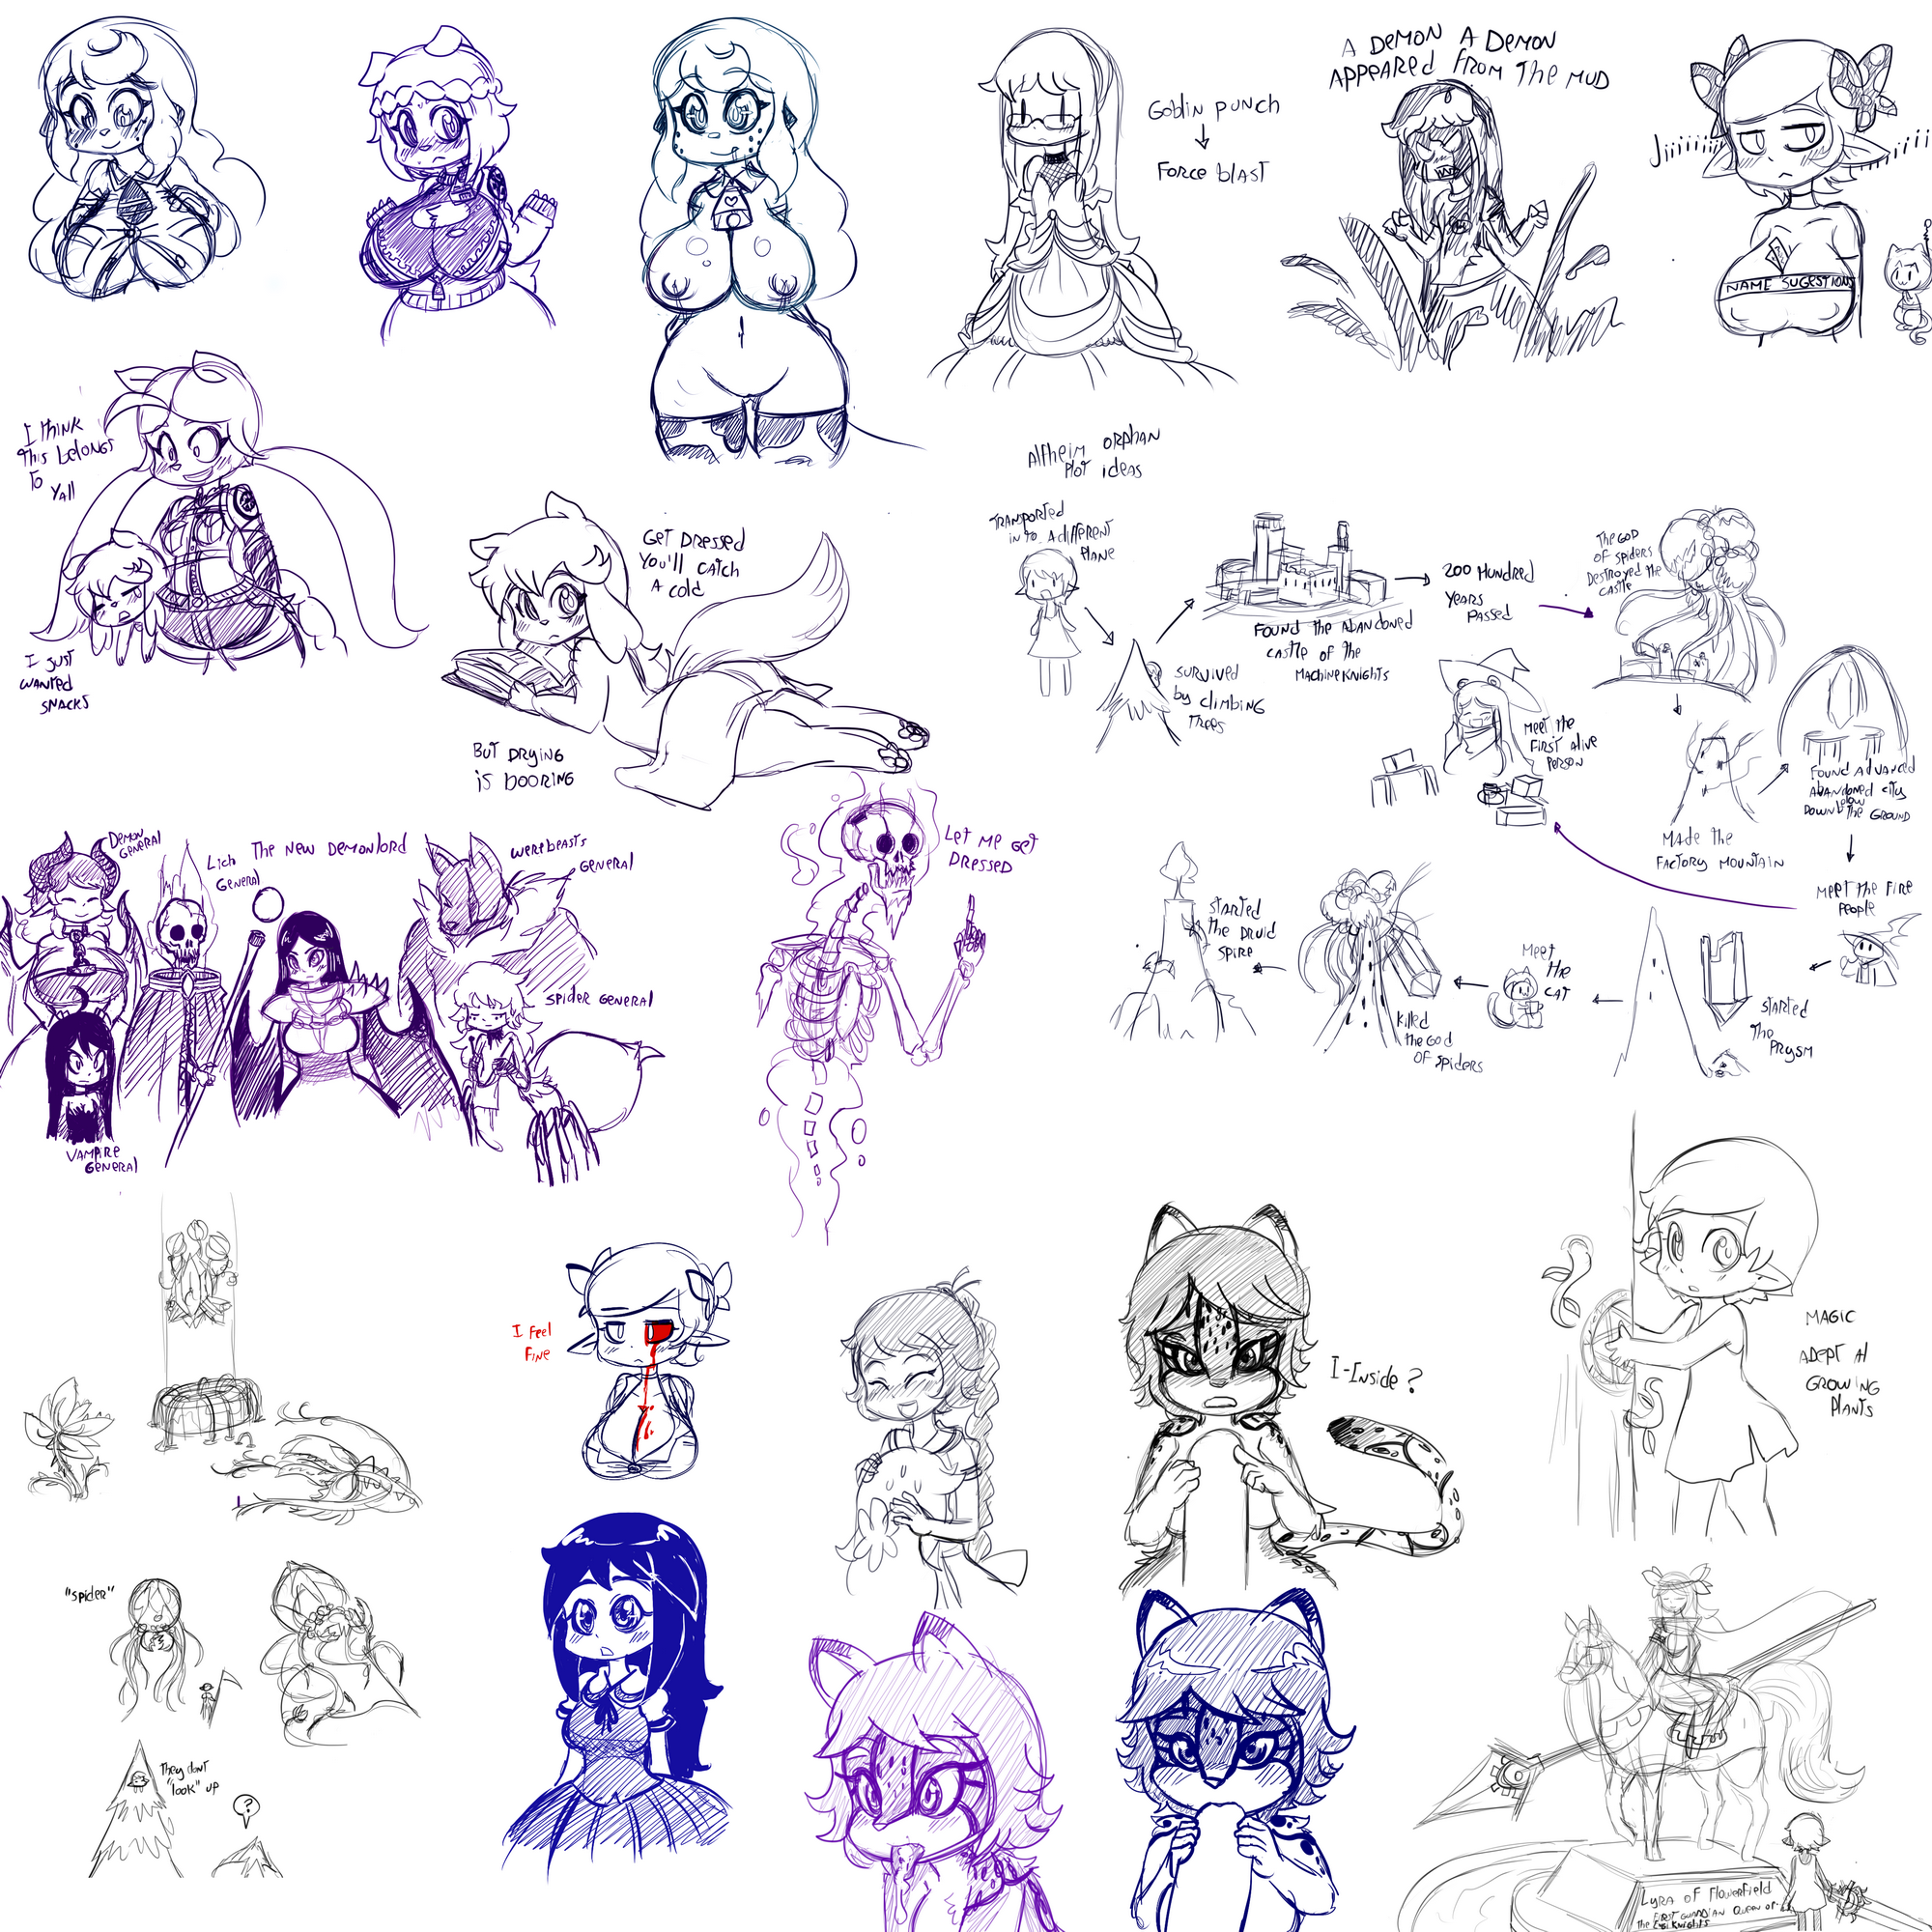 A DEMON A DEMON
APPEARED FROM THE MUD
Goblin punch
Force blast
Jiiiiiii
NAME SUGESTIONS
I think
This belongs
To
Yall
I JUST
WANTED
SNACKS
GET DRESSED
YOU'LL CATCH
A COLD
BUT DRYING
IS BOORING
Alfheim ORPHAN
Plot ideas
TRANSPORTED
into A different
Plane
SURVIVED
by climbing
Trees
FOUND THE ABANDONED
castle of the
MACHINE KNIGHTS
200 HUNDRED
YEARS
PASSED
The GOD
OF SPIDERS
DESTROYED the
CASTLE
MADE THE
FACTORY MOUNTAIN
FOUND ADVANCED
ABANDONED CITY
DOWN below
THE GROUND
MEET THE FIRE
PEOPLE
MEET the
FIRST Alive
PERSON
STARTED
THE
PRYSM
MEET
THE
CAT
Killed
the GOD
OF SPIDERS
STARTED
THE DRUID
SPIRE
DEMON
GENERAL
Lich
GENERAL
The NEW DEMONLORD
WEREBEASTS
GENERAL
SPIDER GENERAL
VAMPIRE
GENERAL
LET ME GET
DRESSED
I Feel
FINE
I-INSIDE?
MAGIC
ADEPT At
GROWING
PLANTS
"SPIDER"
They dont
"look" up
?
LYRA OF FLOWERFIELD
FIRST GUARDIAN QUEEN OF